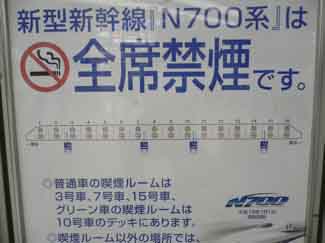 新型新幹線『N700系』は
全席禁煙です。
◎普通車の喫煙ルームは
3号車、7号車、15号車、
グリーン車の喫煙ルームは
10号車のデッキにあります。
◎喫煙ルーム以外の場所では、
N700